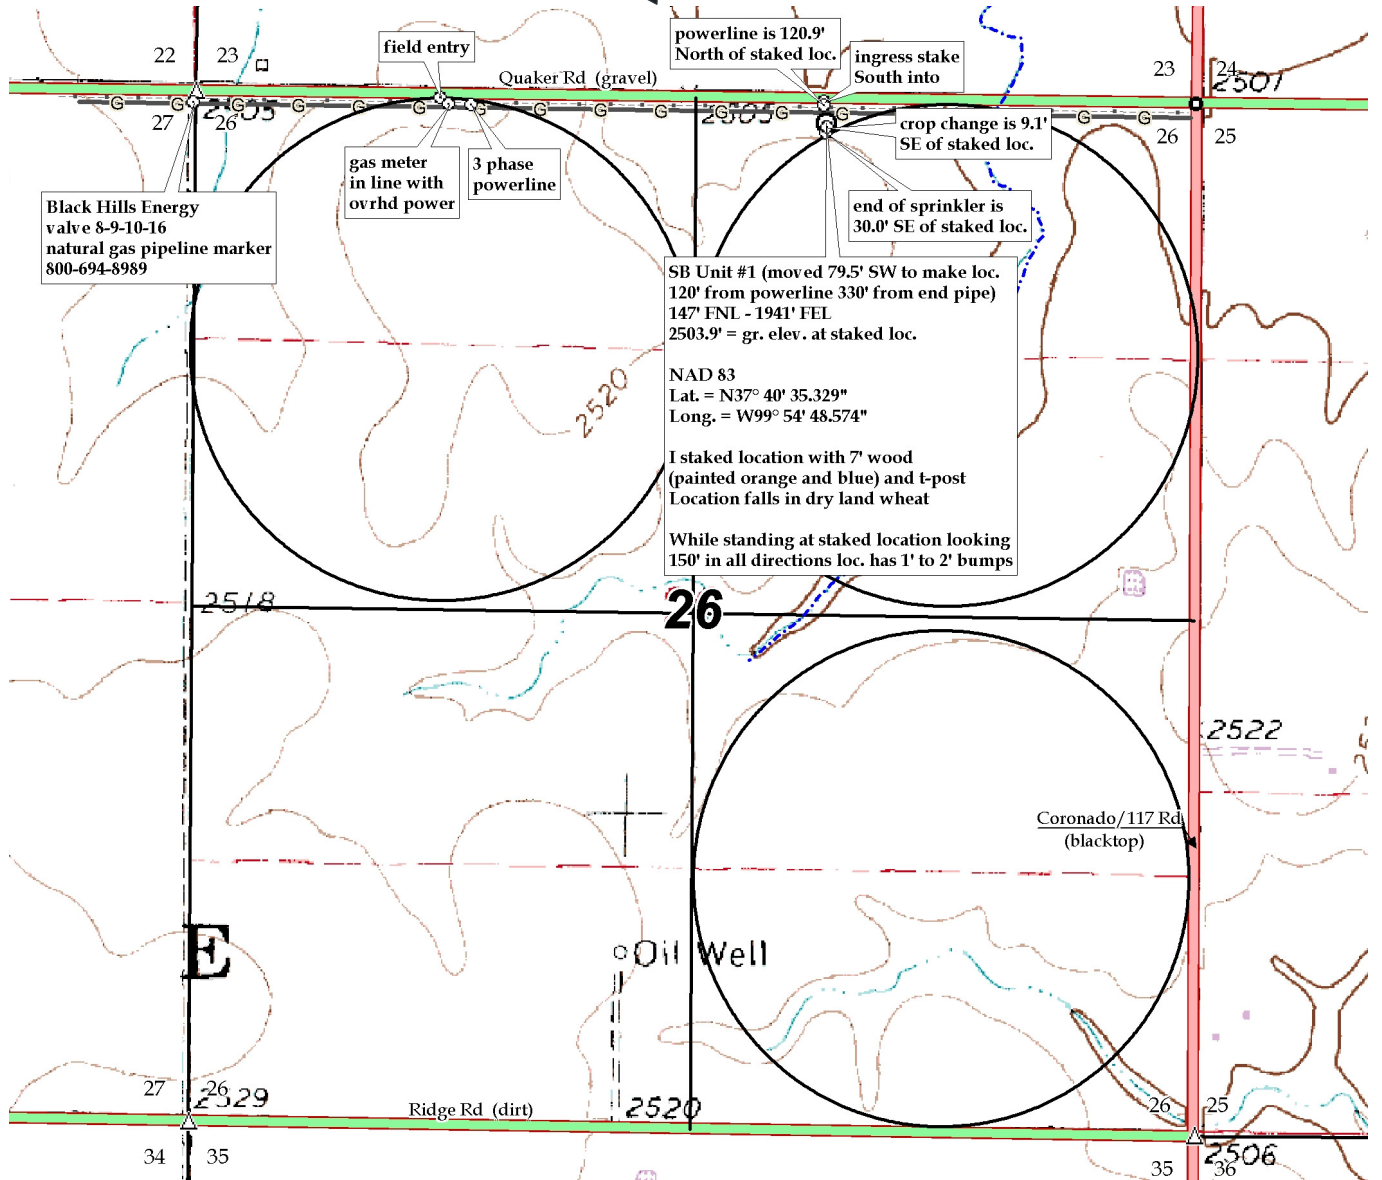 powerline is 120.9'
North of staked loc.
field entry
ingress stake
South into
22 23
23 24
2501
Quaker Rd (gravel)
G G G G G G G G G G G G G G G G
27 26
2505
2505
26 25
crop change is 9.1'
SE of staked loc.
gas meter
in line with
ovrhd power
3 phase
powerline
Black Hills Energy
valve 8-9-10-16
natural gas pipeline marker
800-694-8989
end of sprinkler is
30.0' SE of staked loc.
SB Unit #1 (moved 79.5' SW to make loc.
120' from powerline 330' from end pipe)
147' FNL - 1941' FEL
2503.9' = gr. elev. at staked loc.
NAD 83
Lat. = N37° 40' 35.329"
Long. = W99° 54' 48.574"
I staked location with 7' wood
(painted orange and blue) and t-post
Location falls in dry land wheat
While standing at staked location looking
150' in all directions loc. has 1' to 2' bumps
2520
2518
26
2522
Coronado/117 Rd
(blacktop)
E
Oil Well
27 26
2529
Ridge Rd (dirt)
2520
26 25
34 35
35 36
2506